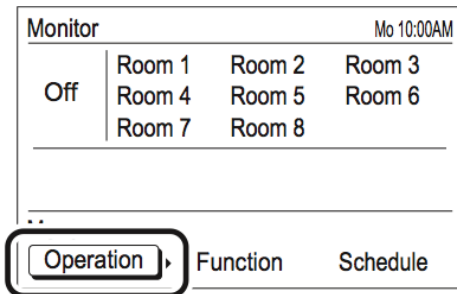 Monitor Mo 10:00AM
Room 1 Room 2 Room 3
Off Room 4 Room 5 Room 6
Room 7 Room 8
Operation Function Schedule